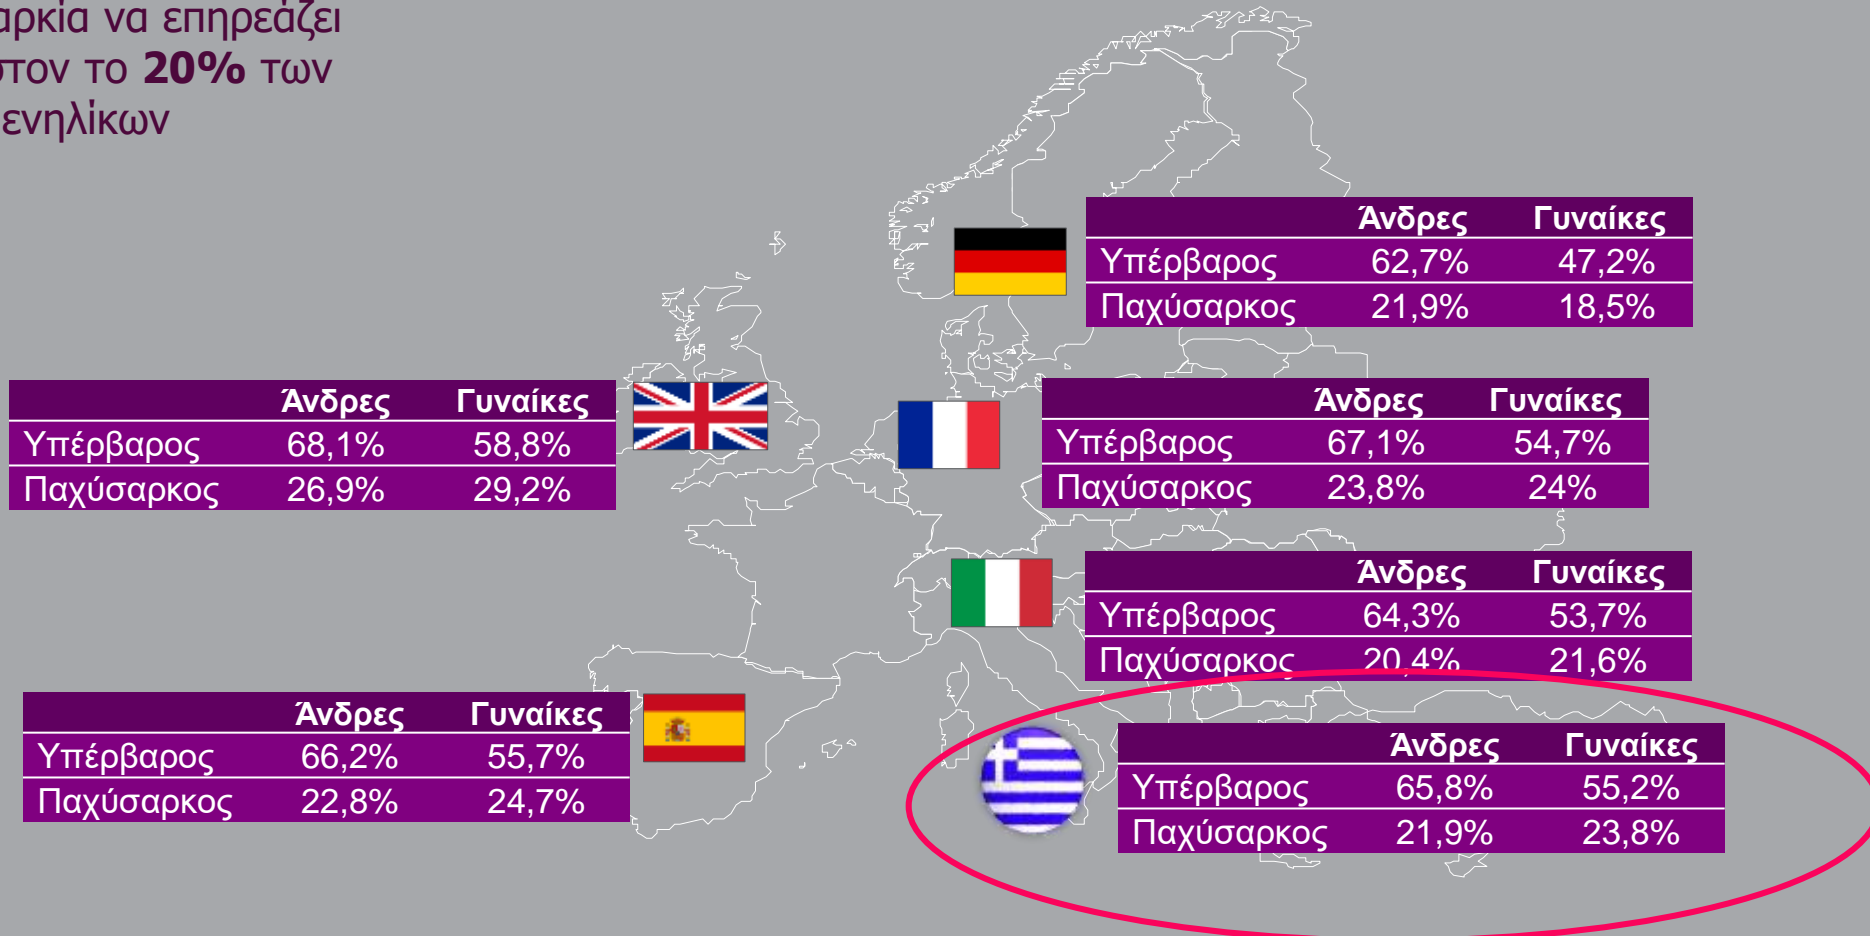 να επηρεάζει
το 20% των
ενηλίκων
Άνδρες Γυναίκες
Υπέρβαρος 62,7% 47,2%
Παχύσαρκος 21,9% 18,5%
Άνδρες Γυναίκες
Υπέρβαρος 68,1% 58,8%
Παχύσαρκος 26,9% 29,2%
Άνδρες Γυναίκες
Υπέρβαρος 67,1% 54,7%
Παχύσαρκος 23,8% 24%
Άνδρες Γυναίκες
Υπέρβαρος 64,3% 53,7%
Παχύσαρκος 20,4% 21,6%
Άνδρες Γυναίκες
Υπέρβαρος 66,2% 55,7%
Παχύσαρκος 22,8% 24,7%
Άνδρες Γυναίκες
Υπέρβαρος 65,8% 55,2%
Παχύσαρκος 21,9% 23,8%